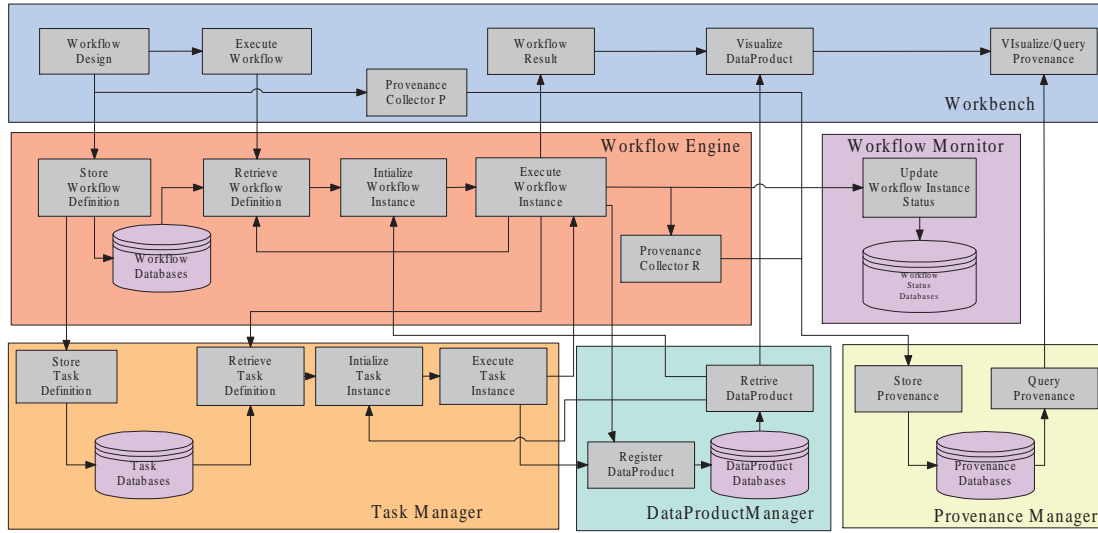 Workflow
Design
Execute
Workflow
Workflow
Result
Visualize
DataProduct
VIsualize/Query
Provenance
Provenance
Collector P
Workbench
Workflow Engine
Store
Workflow
Definition
Retrieve
Workflow
Definition
Intialize
Workflow
Instance
Execute
Workflow
Instance
Workflow
Databases
Provenance
Collector R
Workflow Mornitor
Update
Workflow Instance
Status
Workflow
Status
Databases
Store
Task
Definition
Retrieve
Task
Definition
Intialize
Task
Instance
Execute
Task
Instance
Task
Databases
Task Manager
Retrive
DataProduct
Register
DataProduct
DataProduct
Databases
DataProductManager
Store
Provenance
Query
Provenance
Provenance
Databases
Provenance Manager